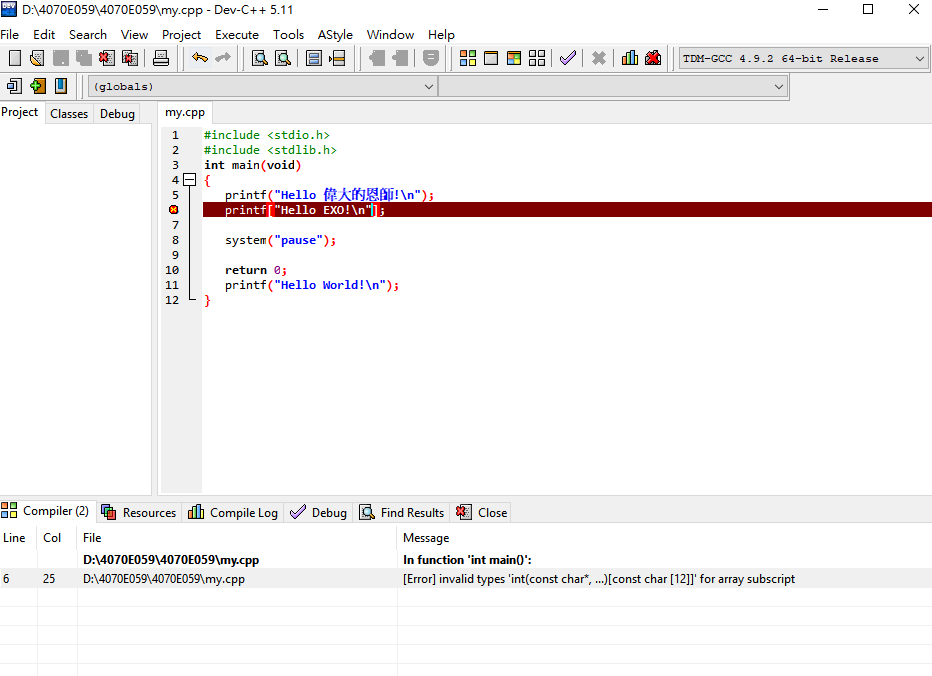 D:\4070E059\4070E059\my.cpp - Dev-C++ 5.11
File Edit Search View Project Execute Tools AStyle Window Help
TDM-GCC 4.9.2 64-bit Release
(globals)
Project Classes Debug my.cpp
1 #include <stdio.h>
2 #include <stdlib.h>
3 int main(void)
4 {
5 printf("Hello 偉大的恩師!\n");
printf["Hello EXO!\n"];
7
8 system("pause");
9
10 return 0;
11 printf("Hello World!\n");
12 }
Compiler (2) Resources Compile Log Debug Find Results Close
Line Col File Message
D:\4070E059\4070E059\my.cpp In function 'int main()':
6 25 D:\4070E059\4070E059\my.cpp [Error] invalid types 'int(const char*, ...)[const char [12]]' for array subscript